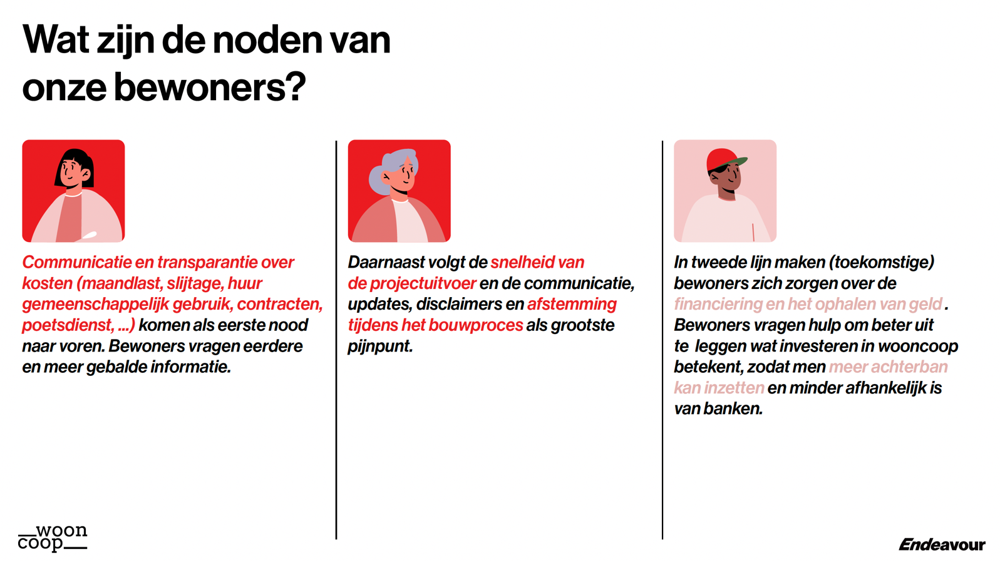 Wat zijn de noden van
onze bewoners?
Communicatie en transparantie over
kosten (maandlast, slijtage, huur
gemeenschappelijk gebruik, contracten,
poetsdienst, ...) komen als eerste nood
naar voren. Bewoners vragen eerdere
en meer gebalde informatie.
Daarnaast volgt de snelheid van
de projectuitvoer en de communicatie,
updates, disclaimers en afstemming
tijdens het bouwproces als grootste
pijnpunt.
In tweede lijn maken (toekomstige)
bewoners zich zorgen over de
financiering en het ophalen van geld .
Bewoners vragen hulp om beter uit
te leggen wat investeren in wooncoop
betekent, zodat men meer achterban
kan inzetten en minder afhankelijk is
van banken.
woon
coop
Endeavour